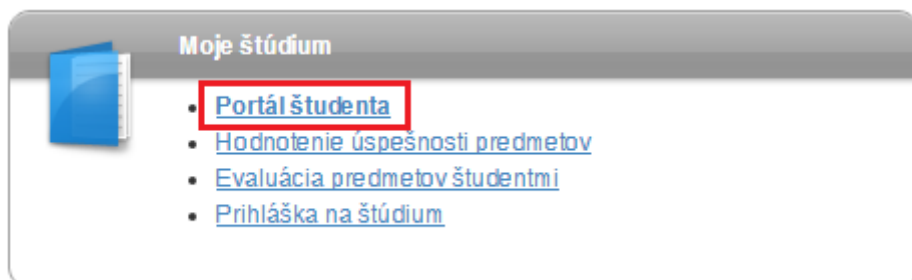 Moje štúdium
Portál študenta
Hodnotenie úspešnosti predmetov
Evaluácia predmetov študentmi
Prihláška na štúdium